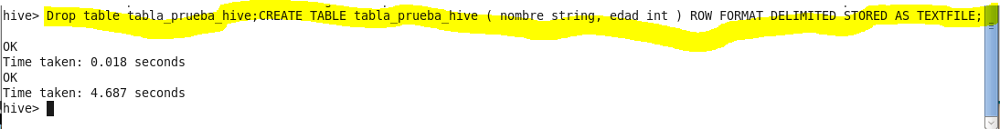 hive> Drop table tabla_prueba_hive;CREATE TABLE tabla_prueba_hive ( nombre string, edad int ) ROW FORMAT DELIMITED STORED AS TEXTFILE;
OK
Time taken: 0.018 seconds
OK
Time taken: 4.687 seconds
hive>